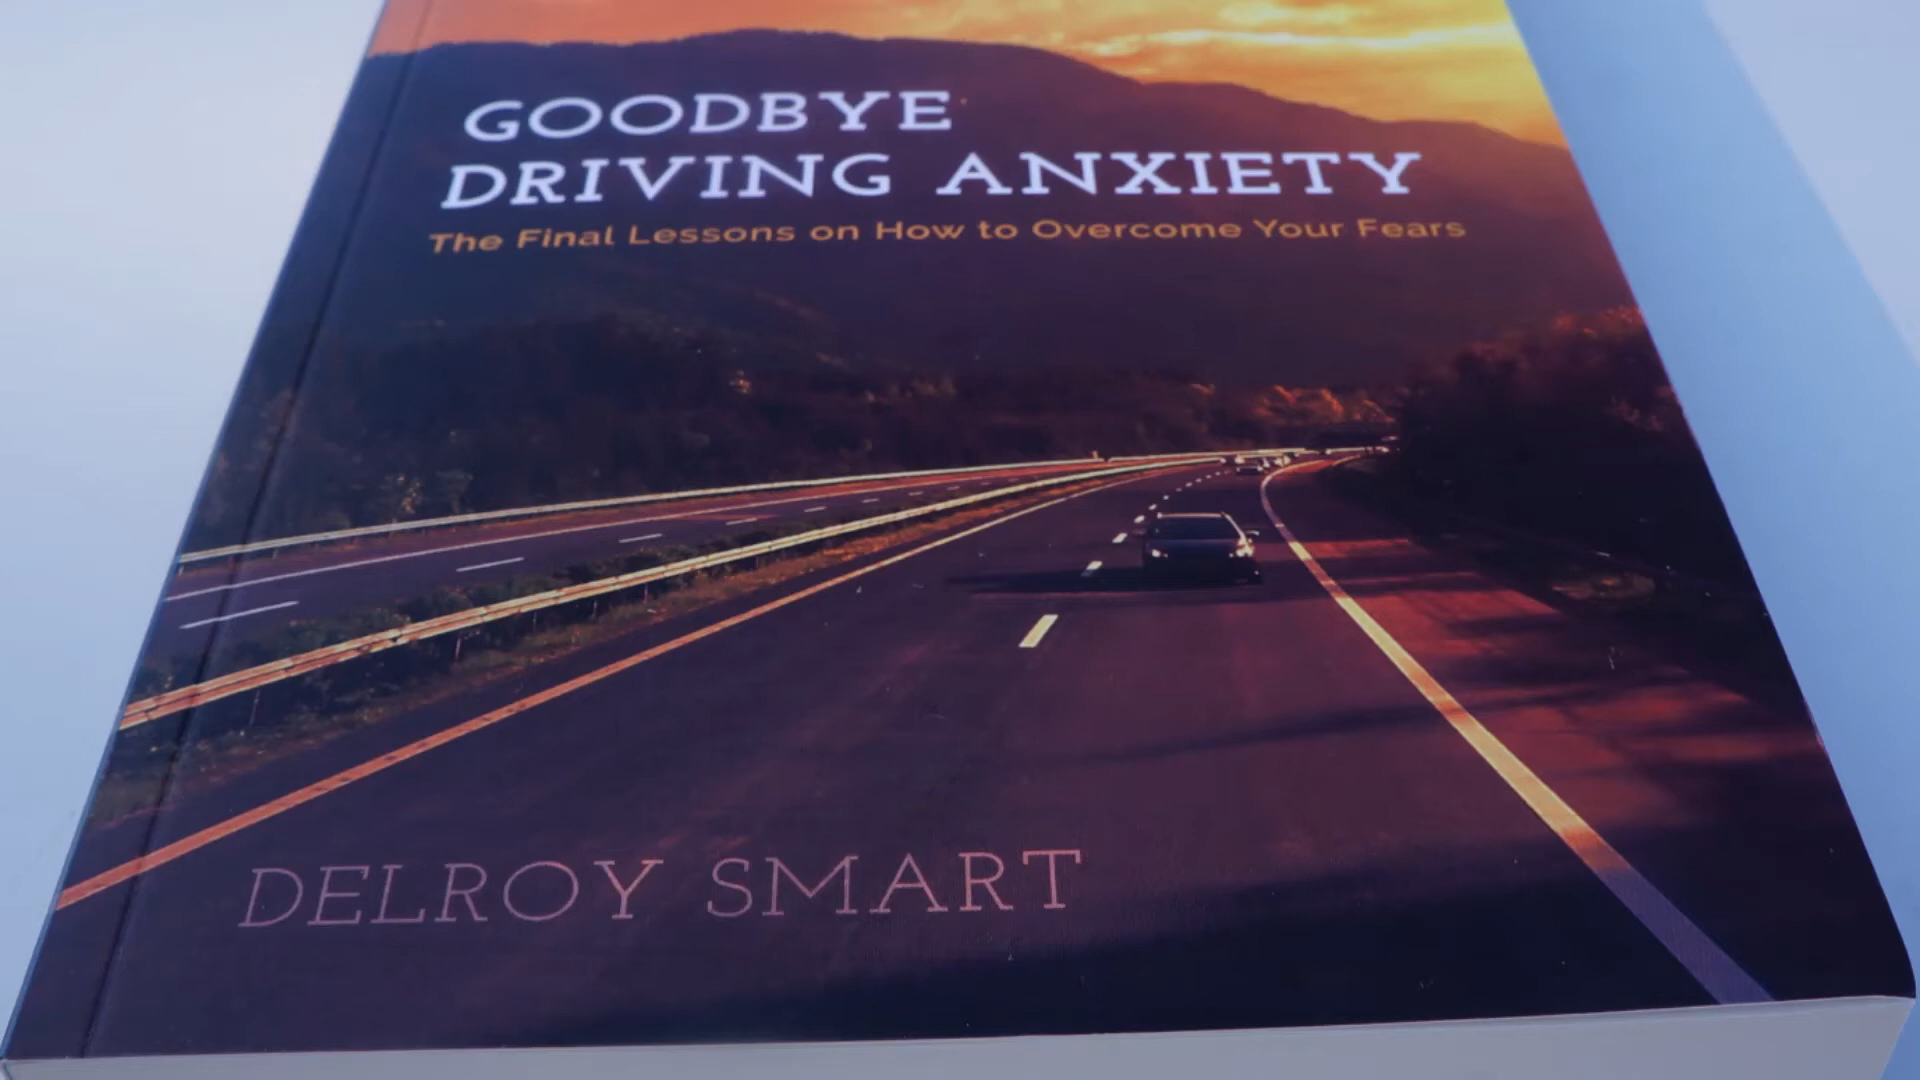 GOODBYE
DRIVING ANXIETY
The Final Lessons on How to Overcome Your Fears
DELROY SMART